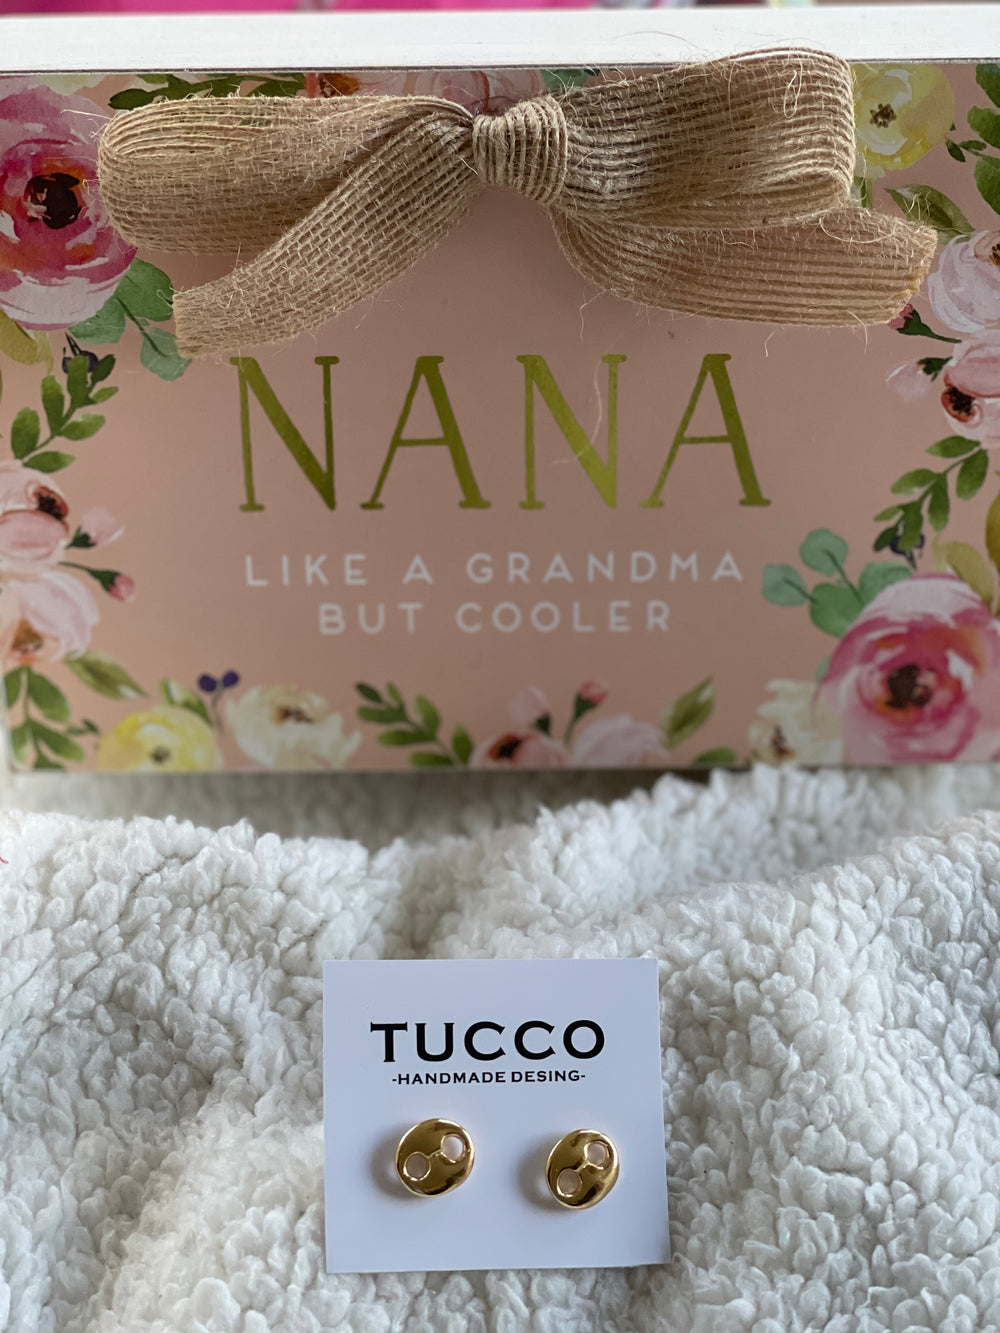 NANA
LIKE A GRANDMA
BUT COOLER
TUCCO
-HANDMADE DESING-